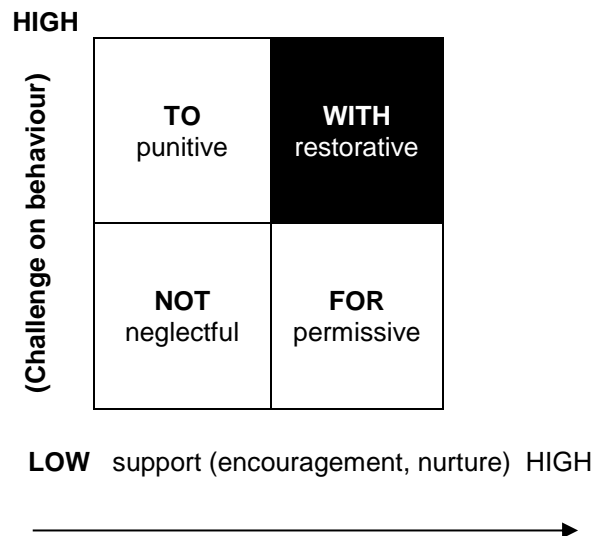 HIGH
(Challenge on behaviour)
TO
punitive
WITH
restorative
NOT
neglectful
FOR
permissive
LOW support (encouragement, nurture) HIGH